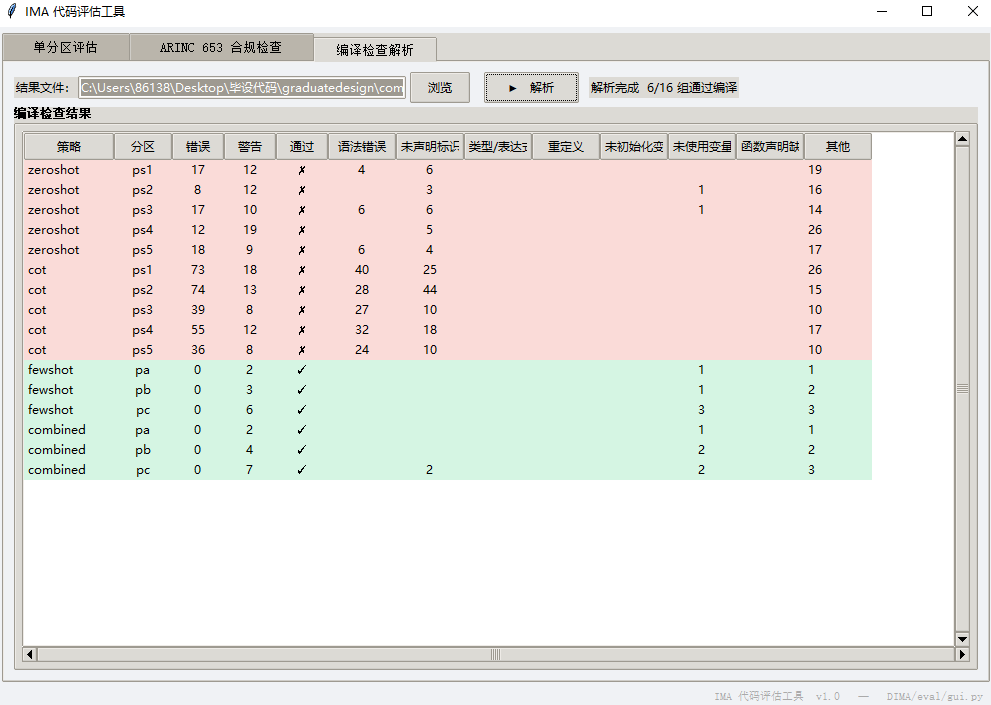 IMA 代码评估工具
单分区评估 ARINC 653 合规检查 编译检查解析
结果文件: C:\Users\86138\Desktop\毕设代码\graduatedesign\com 浏览 ► 解析 解析完成 6/16 组通过编译
编译检查结果
策略 分区 错误 警告 通过 语法错误 未声明标识 类型/表达式 重定义 未初始化变 未使用变量 函数声明缺 其他
zeroshot ps1 17 12 ✗ 4 6 19
zeroshot ps2 8 12 ✗ 3 1 16
zeroshot ps3 17 10 ✗ 6 6 1 14
zeroshot ps4 12 19 ✗ 5 26
zeroshot ps5 18 9 ✗ 6 4 17
cot ps1 73 18 ✗ 40 25 26
cot ps2 74 13 ✗ 28 44 15
cot ps3 39 8 ✗ 27 10 10
cot ps4 55 12 ✗ 32 18 17
cot ps5 36 8 ✗ 24 10 10
fewshot pa 0 2 ✓ 1 1
fewshot pb 0 3 ✓ 1 2
fewshot pc 0 6 ✓ 3 3
combined pa 0 2 ✓ 1 1
combined pb 0 4 ✓ 2 2
combined pc 0 7 ✓ 2 2 3
IMA 代码评估工具 v1.0 — DIMA/eval/gui.py